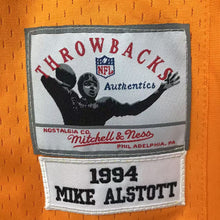 THROWBACKS
NFL
Authentics
NOSTALGIA CO.
Mitchell & Ness
PHILADELPHIA, PA.
1994
MIKE ALSTOTT